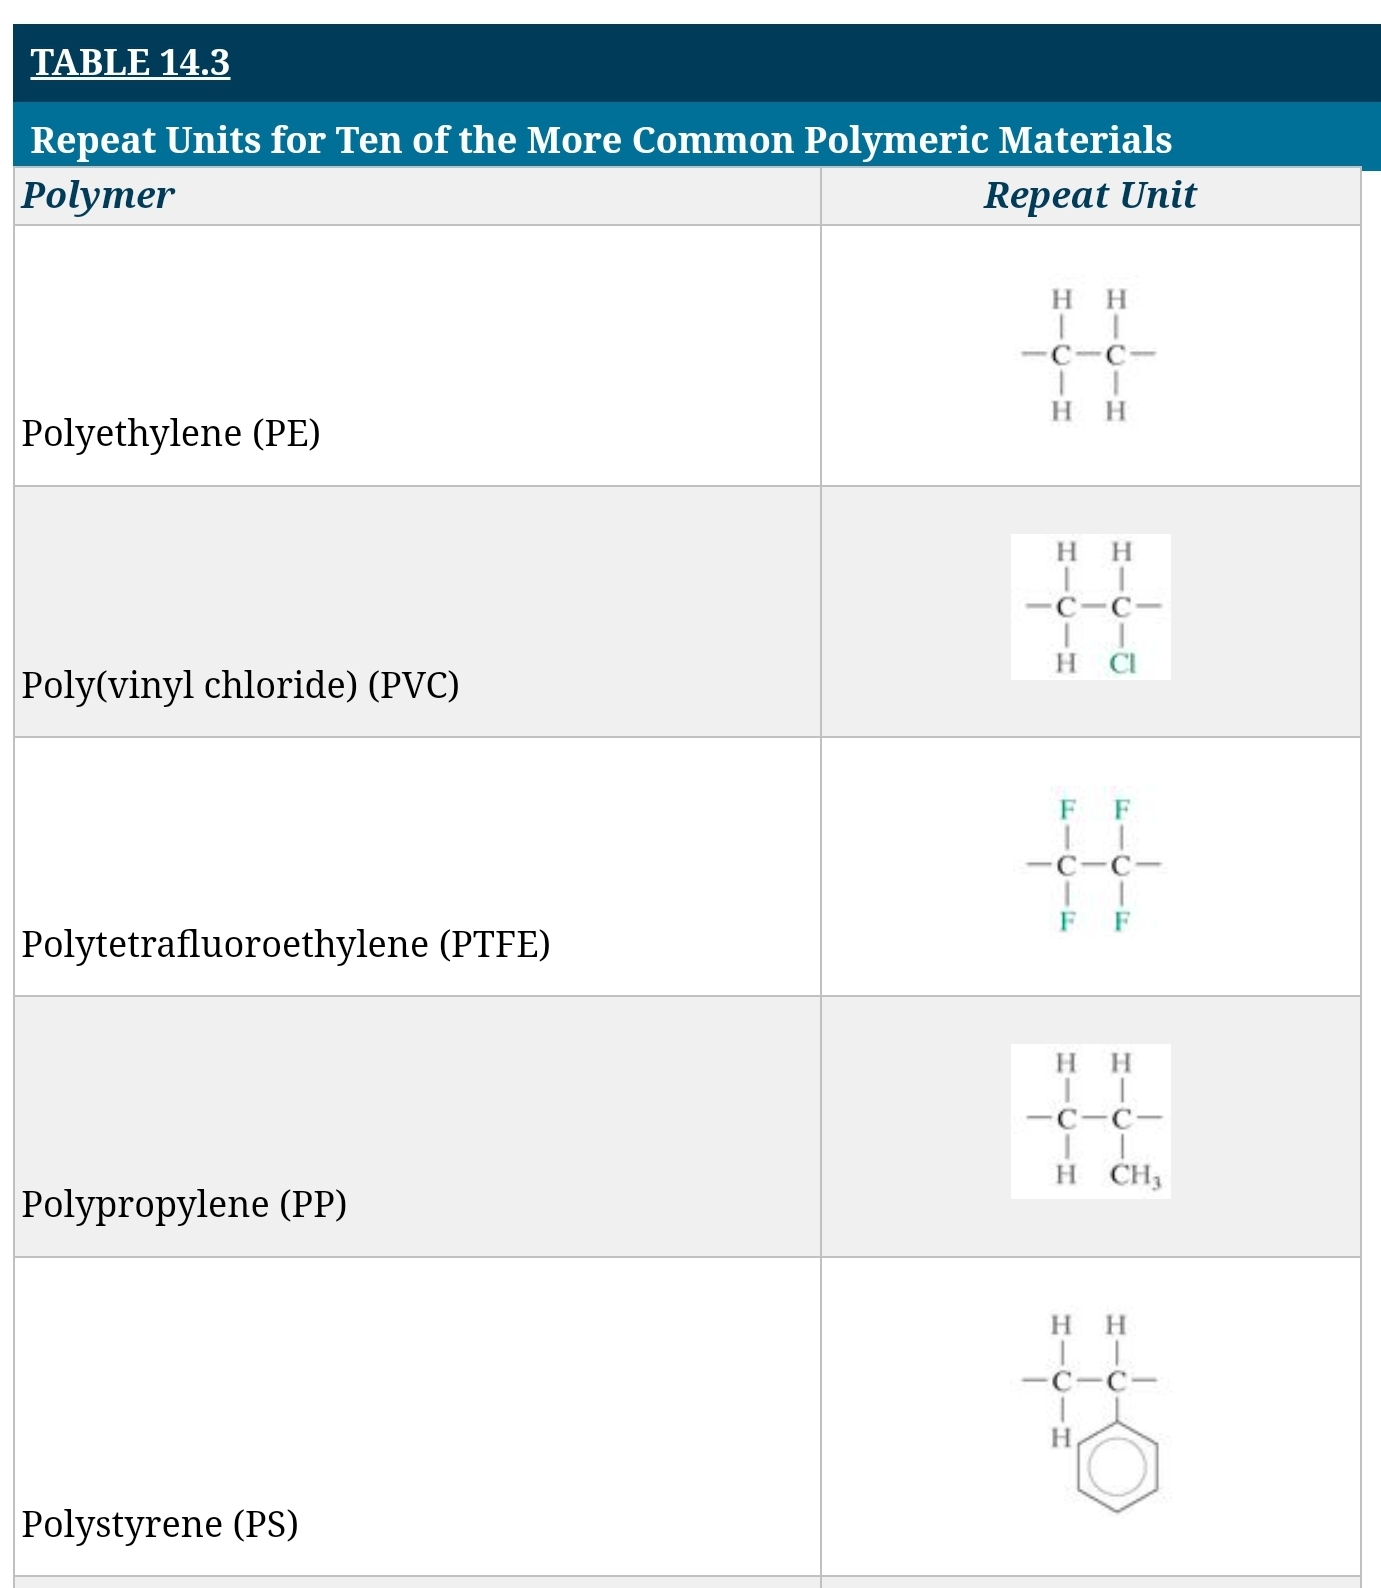 TABLE 14.3
Repeat Units for Ten of the More Common Polymeric Materials
Polymer Repeat Unit
H H
—C—C—
H H
Polyethylene (PE)
H H
—C—C—
H Cl
Poly(vinyl chloride) (PVC)
F F
—C—C—
F F
Polytetrafluoroethylene (PTFE)
H H
—C—C—
H CH₃
Polypropylene (PP)
H H
—C—C—
H
Polystyrene (PS)